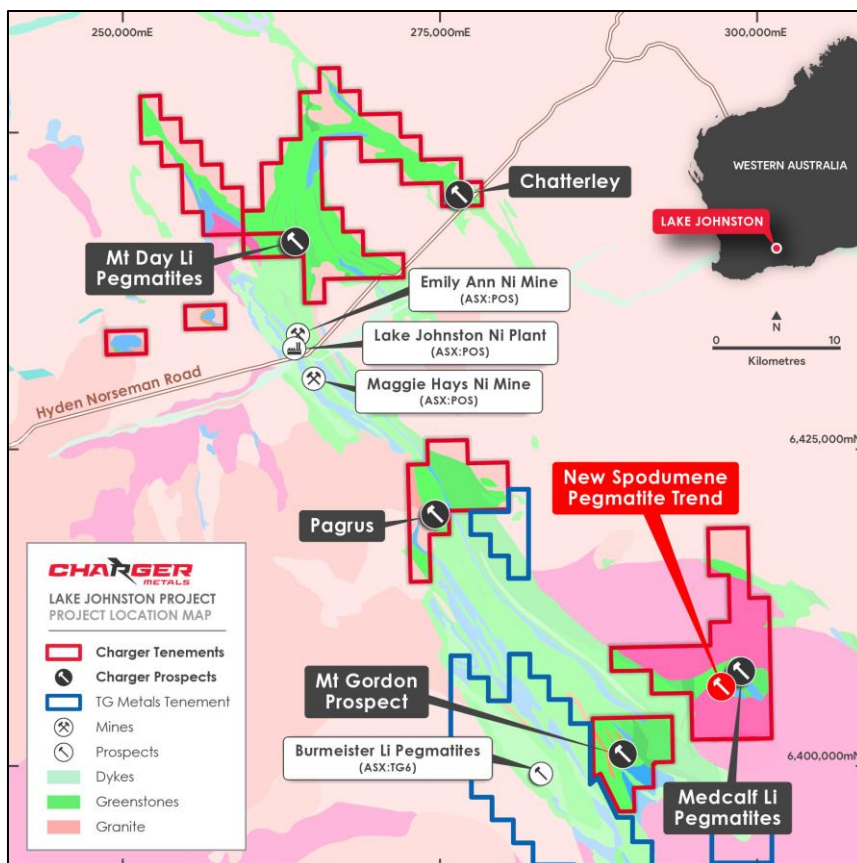 250,000mE
275,000mE
300,000mE
WESTERN AUSTRALIA
LAKE JOHNSTON
Chatterley
Mt Day Li
Pegmatites
Emily Ann Ni Mine
(ASX:POS)
Lake Johnston Ni Plant
(ASX:POS)
Maggie Hays Ni Mine
(ASX:POS)
N
0
10
Kilometres
Hyden Norseman Road
6,425,000mN
New Spodumene
Pegmatite Trend
Pagrus
CHARGER
METALS
LAKE JOHNSTON PROJECT
PROJECT LOCATION MAP
Charger Tenements
Charger Prospects
TG Metals Tenement
Mines
Prospects
Dykes
Greenstones
Granite
Mt Gordon
Prospect
Burmeister Li Pegmatites
(ASX:TG6)
6,400,000mN
Medcalf Li
Pegmatites